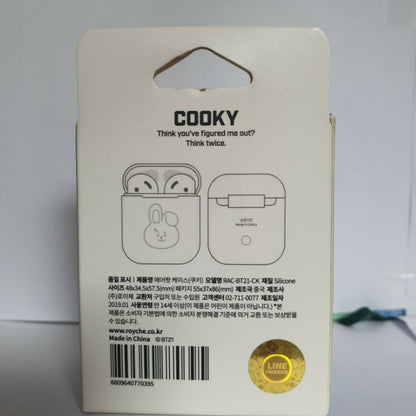 COOKY
Think you've figured me out?
Think twice.
©BT21
Made in China
품질 표시 | 제품명 에어팟 케이스(쿠키) 모델명 RAC-BT21-CK 재질 Silicone
사이즈 48x34.5x57.5(mm) 패키지 55x37x86(mm) 제조국 중국 제조사
(주)로이체 교환처 구입처 또는 수입원 고객센터 02-711-0077 제조일자
2019.01 사용연령 만 14세 이상(이 제품은 어린이 제품이 아닙니다.) *본
제품은 소비자 기본법에 의한 소비자 분쟁해결 기준에 의거 교환 또는 보상받을
수 있습니다.
www.royche.co.kr
Made in China © BT21
8809640770395
LINE
FRIENDS